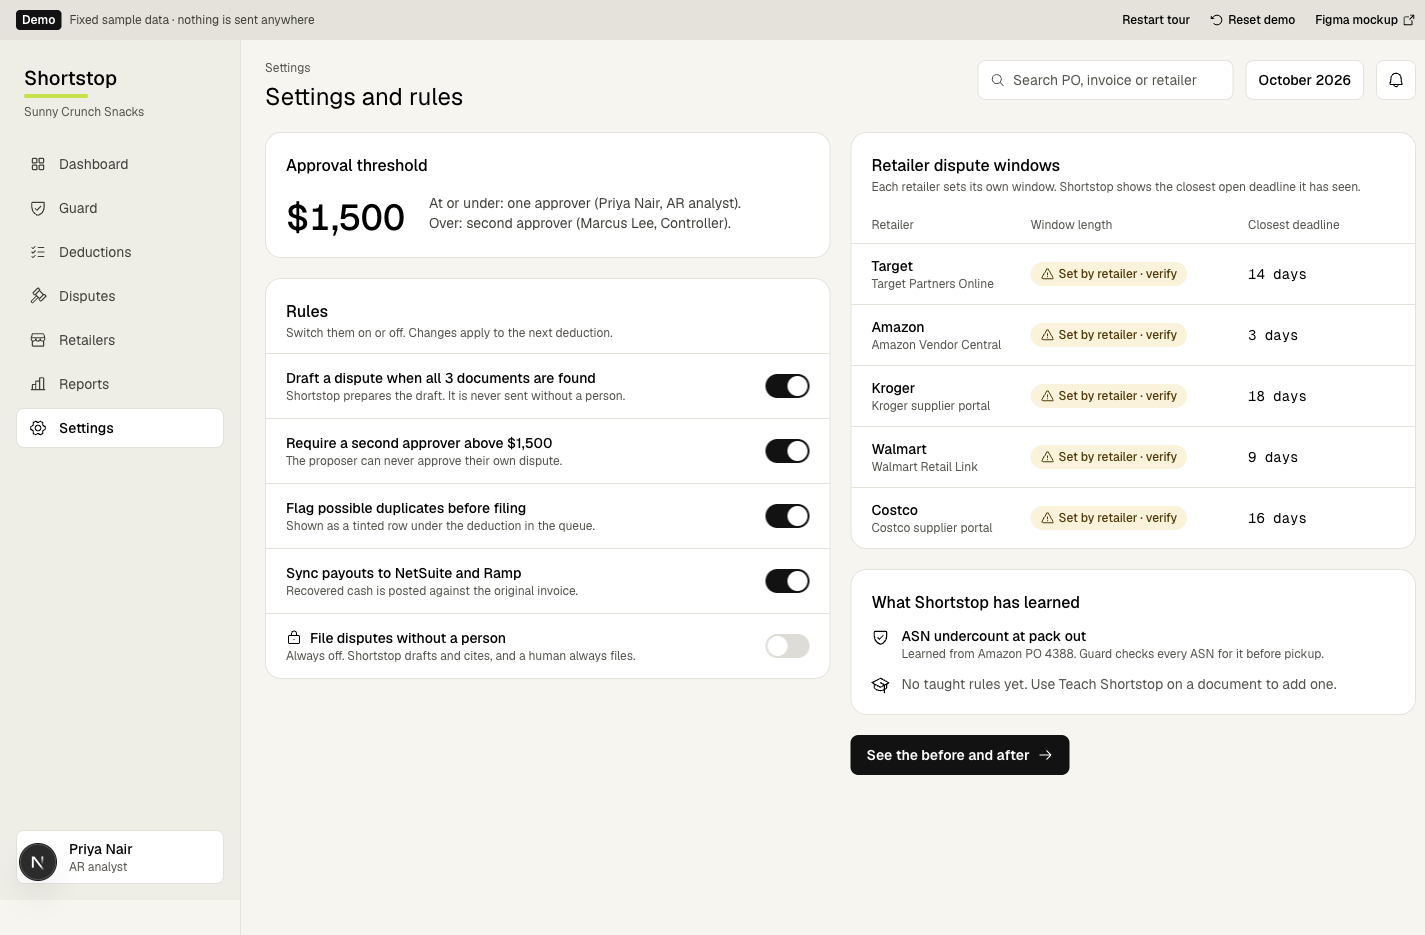 Demo
Fixed sample data · nothing is sent anywhere
Restart tour
Reset demo
Figma mockup
Shortstop
Sunny Crunch Snacks
Dashboard
Guard
Deductions
Disputes
Retailers
Reports
Settings
Priya Nair
AR analyst
N
Settings
Settings and rules
Search PO, invoice or retailer
October 2026
Approval threshold
$1,500
At or under: one approver (Priya Nair, AR analyst).
Over: second approver (Marcus Lee, Controller).
Rules
Switch them on or off. Changes apply to the next deduction.
Draft a dispute when all 3 documents are found
Shortstop prepares the draft. It is never sent without a person.
Require a second approver above $1,500
The proposer can never approve their own dispute.
Flag possible duplicates before filing
Shown as a tinted row under the deduction in the queue.
Sync payouts to NetSuite and Ramp
Recovered cash is posted against the original invoice.
File disputes without a person
Always off. Shortstop drafts and cites, and a human always files.
Retailer dispute windows
Each retailer sets its own window. Shortstop shows the closest open deadline it has seen.
Retailer Window length Closest deadline
Target
Target Partners Online
Set by retailer · verify
14 days
Amazon
Amazon Vendor Central
Set by retailer · verify
3 days
Kroger
Kroger supplier portal
Set by retailer · verify
18 days
Walmart
Walmart Retail Link
Set by retailer · verify
9 days
Costco
Costco supplier portal
Set by retailer · verify
16 days
What Shortstop has learned
ASN undercount at pack out
Learned from Amazon PO 4388. Guard checks every ASN for it before pickup.
No taught rules yet. Use Teach Shortstop on a document to add one.
See the before and after